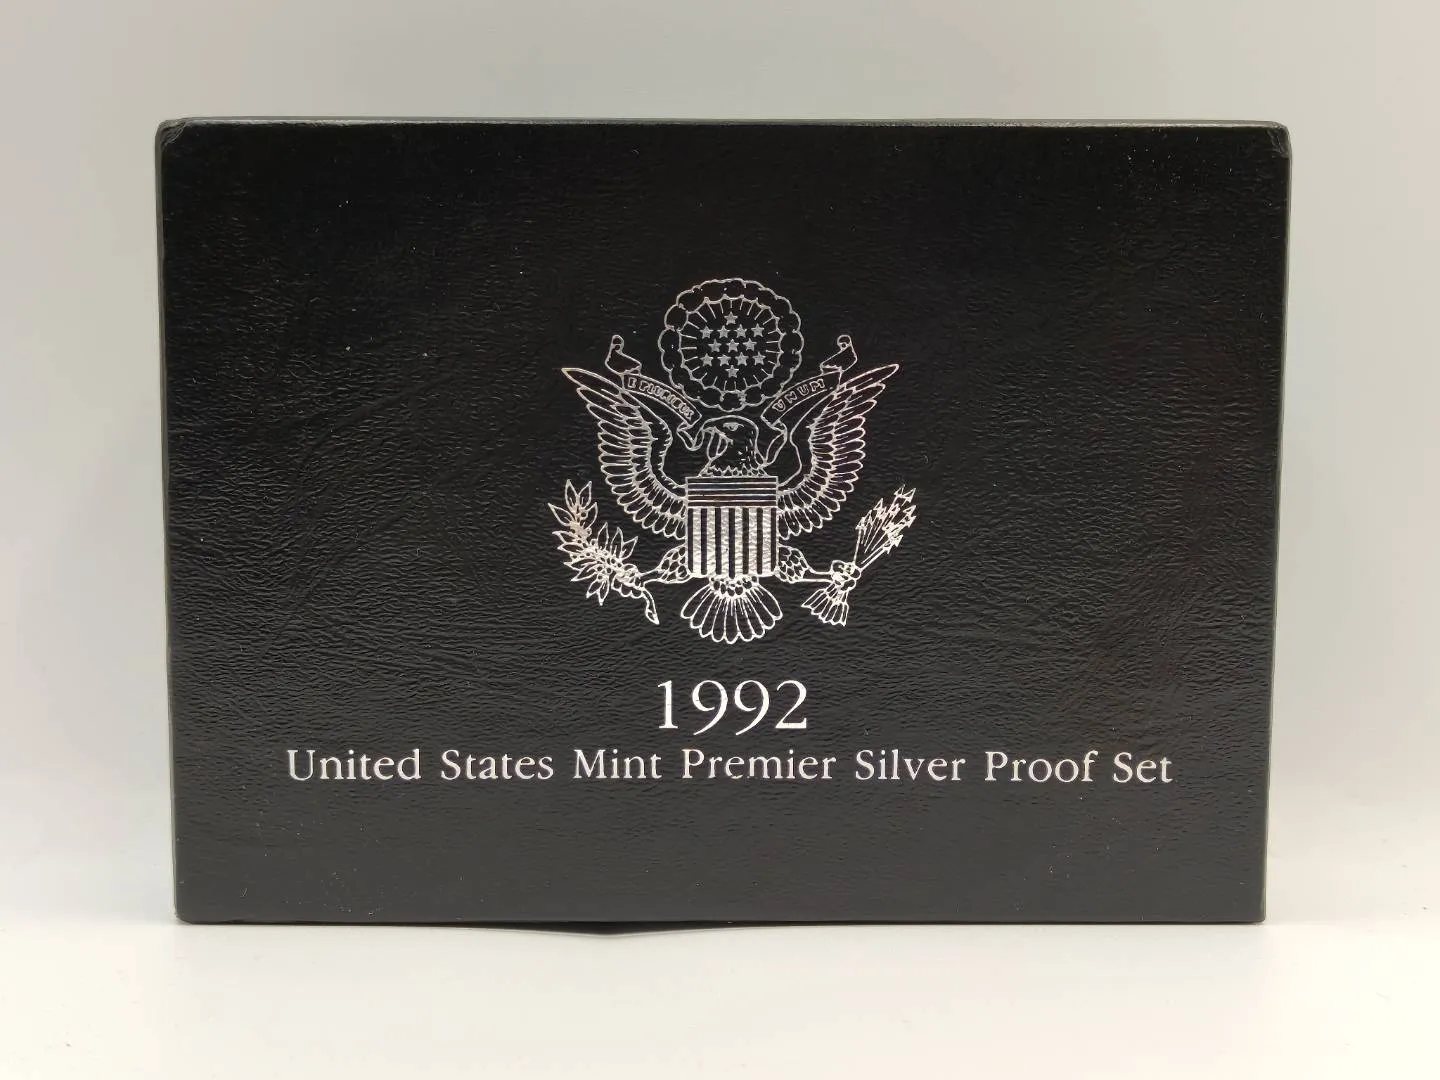 E PLURIBUS UNUM
1992
United States Mint Premier Silver Proof Set